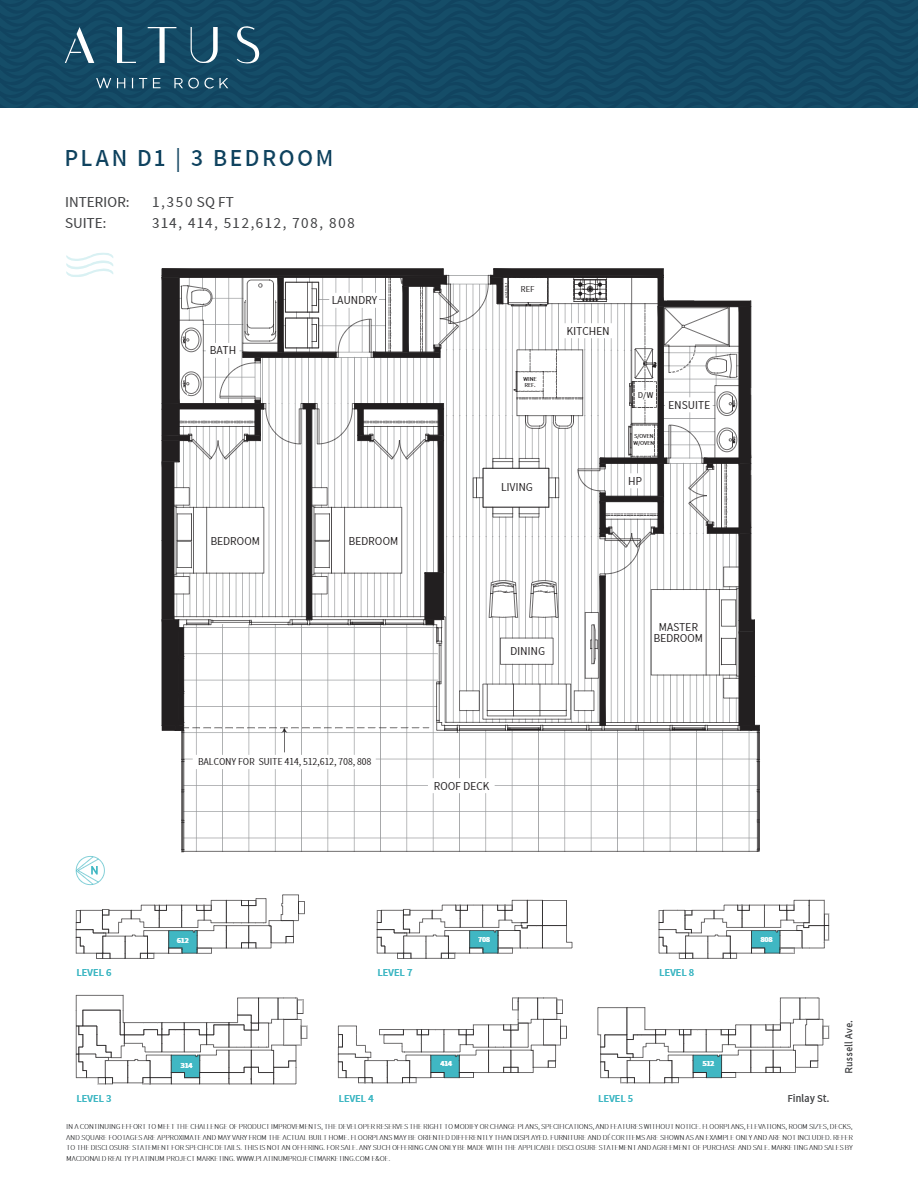 ALTUS
WHITE ROCK
PLAN D1 | 3 BEDROOM
INTERIOR: 1,350 SQ FT
SUITE: 314, 414, 512,612, 708, 808
REF
LAUNDRY
KITCHEN
BATH
WINE
REF.
D/W
ENSUITE
S/OVEN
W/OVEN
HP
LIVING
BEDROOM
BEDROOM
MASTER
BEDROOM
DINING
BALCONY FOR SUITE 414, 512,612, 708, 808
ROOF DECK
N
612
708
808
LEVEL 6
LEVEL 7
LEVEL 8
314
414
512
Russell Ave.
LEVEL 3
LEVEL 4
LEVEL 5
Finlay St.
IN A CONTINUING EFFORT TO MEET THE CHALLENGE OF PRODUCT IMPROVEMENTS, THE DEVELOPER RESERVES THE RIGHT TO MODIFY OR CHANGE PLANS, SPECIFICATIONS, AND FEATURES WITHOUT NOTICE. FLOORPLANS, ELEVATIONS, ROOM SIZES, DECKS,
AND SQUARE FOOTAGES ARE APPROXIMATE AND MAY VARY FROM THE ACTUAL BUILT HOME. FLOORPLANS MAY BE ORIENTED DIFFERENTLY THAN DISPLAYED. FURNITURE AND DÉCOR ITEMS ARE SHOWN AS AN EXAMPLE ONLY AND ARE NOT INCLUDED. REFER
TO THE DISCLOSURE STATEMENT FOR SPECIFIC DETAILS. THIS IS NOT AN OFFERING. FOR SALE. ANY SUCH OFFERING CAN ONLY BE MADE WITH THE APPLICABLE DISCLOSURE STATEMENT AND AGREEMENT OF PURCHASE AND SALE. MARKETING AND SALES BY
MACDONALD REALTY PLATINUM PROJECT MARKETING. WWW.PLATINUMPROJECTMARKETING.COM E&OE.